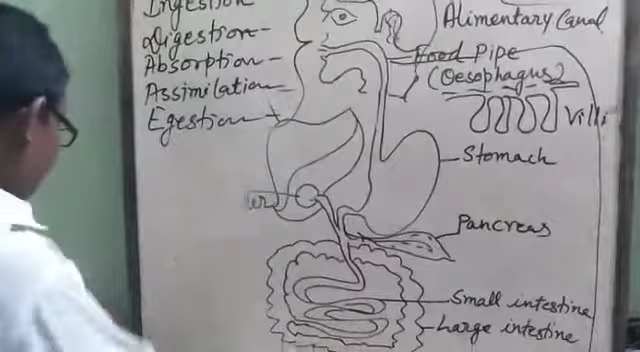 Ingestion
Digestion-
Absorption-
Assimilation-
Egestion
Alimentary Canal
Food Pipe
(Oesophagus)
Villi
Stomach
Pancreas
Small intestine
Large intestine